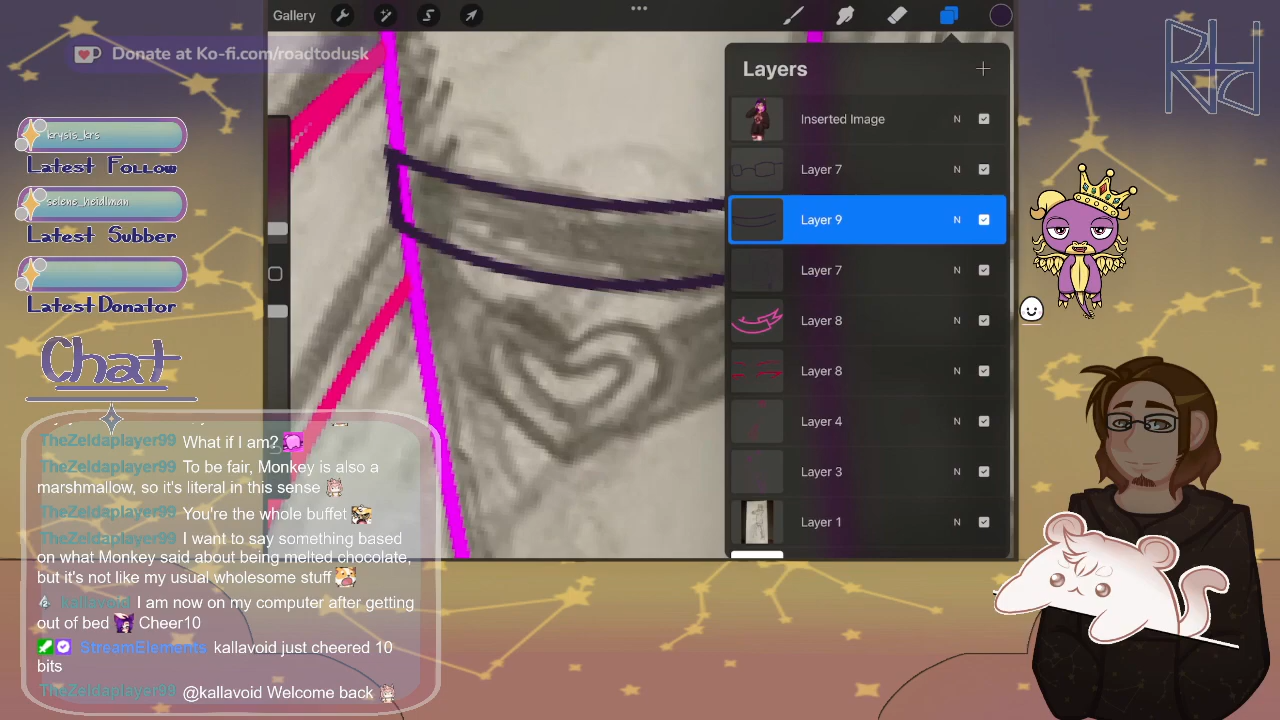 Gallery
Donate at Ko-fi.com/roadtodusk
krysis_krs
Latest Follow
selene_heidlman
Latest Subber
Latest Donator
Chat
TheZeldaplayer99 What if I am?
TheZeldaplayer99 To be fair, Monkey is also a
marshmallow, so it's literal in this sense
TheZeldaplayer99 You're the whole buffet
TheZeldaplayer99 I want to say something based
on what Monkey said about being melted chocolate,
but it's not like my usual wholesome stuff
kallavoid I am now on my computer after getting
out of bed Cheer10
StreamElements kallavoid just cheered 10
bits
TheZeldaplayer99 @kallavoid Welcome back
Layers
Inserted Image N
Layer 7 N
Layer 9 N
Layer 7 N
Layer 8 N
Layer 8 N
Layer 4 N
Layer 3 N
Layer 1 N